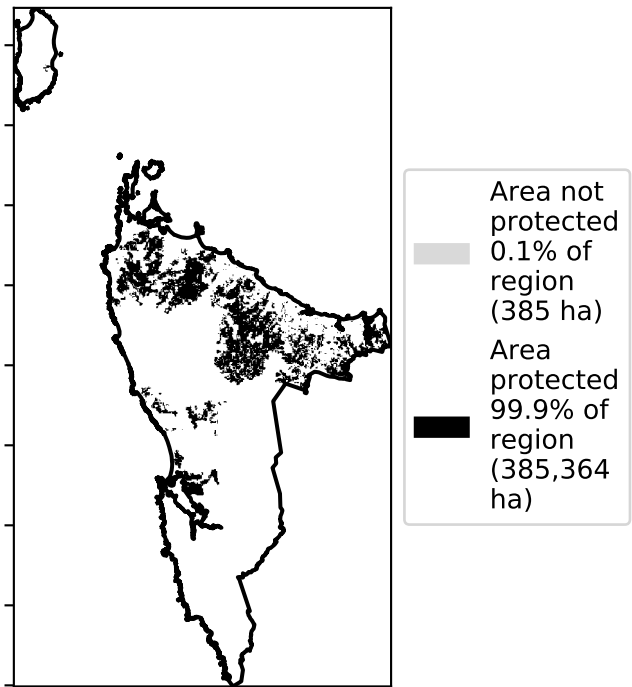 Area not
protected
0.1% of
region
(385 ha)
Area
protected
99.9% of
region
(385,364
ha)